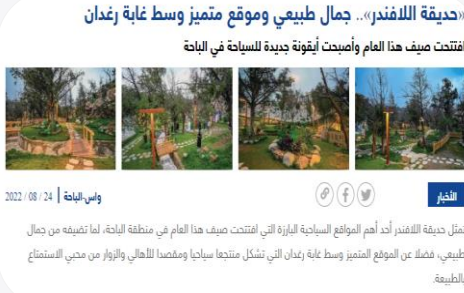 «حديقة اللافندر».. جمال طبيعي وموقع متميز وسط غابة رغدان
افتتحت صيف هذا العام وأصبحت أيقونة جديدة للسياحة في الباحة
الأخبار
واس-الباحة | 24 / 08 / 2022
تمثل حديقة اللافندر أحد أهم المواقع السياحية البارزة التي افتتحت صيف هذا العام في منطقة الباحة، لما تضيفه من جمال
طبيعي، فضلا عن الموقع المتميز وسط غابة رغدان التي تشكل منتجعا سياحيا ومقصدا للأهالي والزوار من محبي الاستمتاع
بالطبيعة.